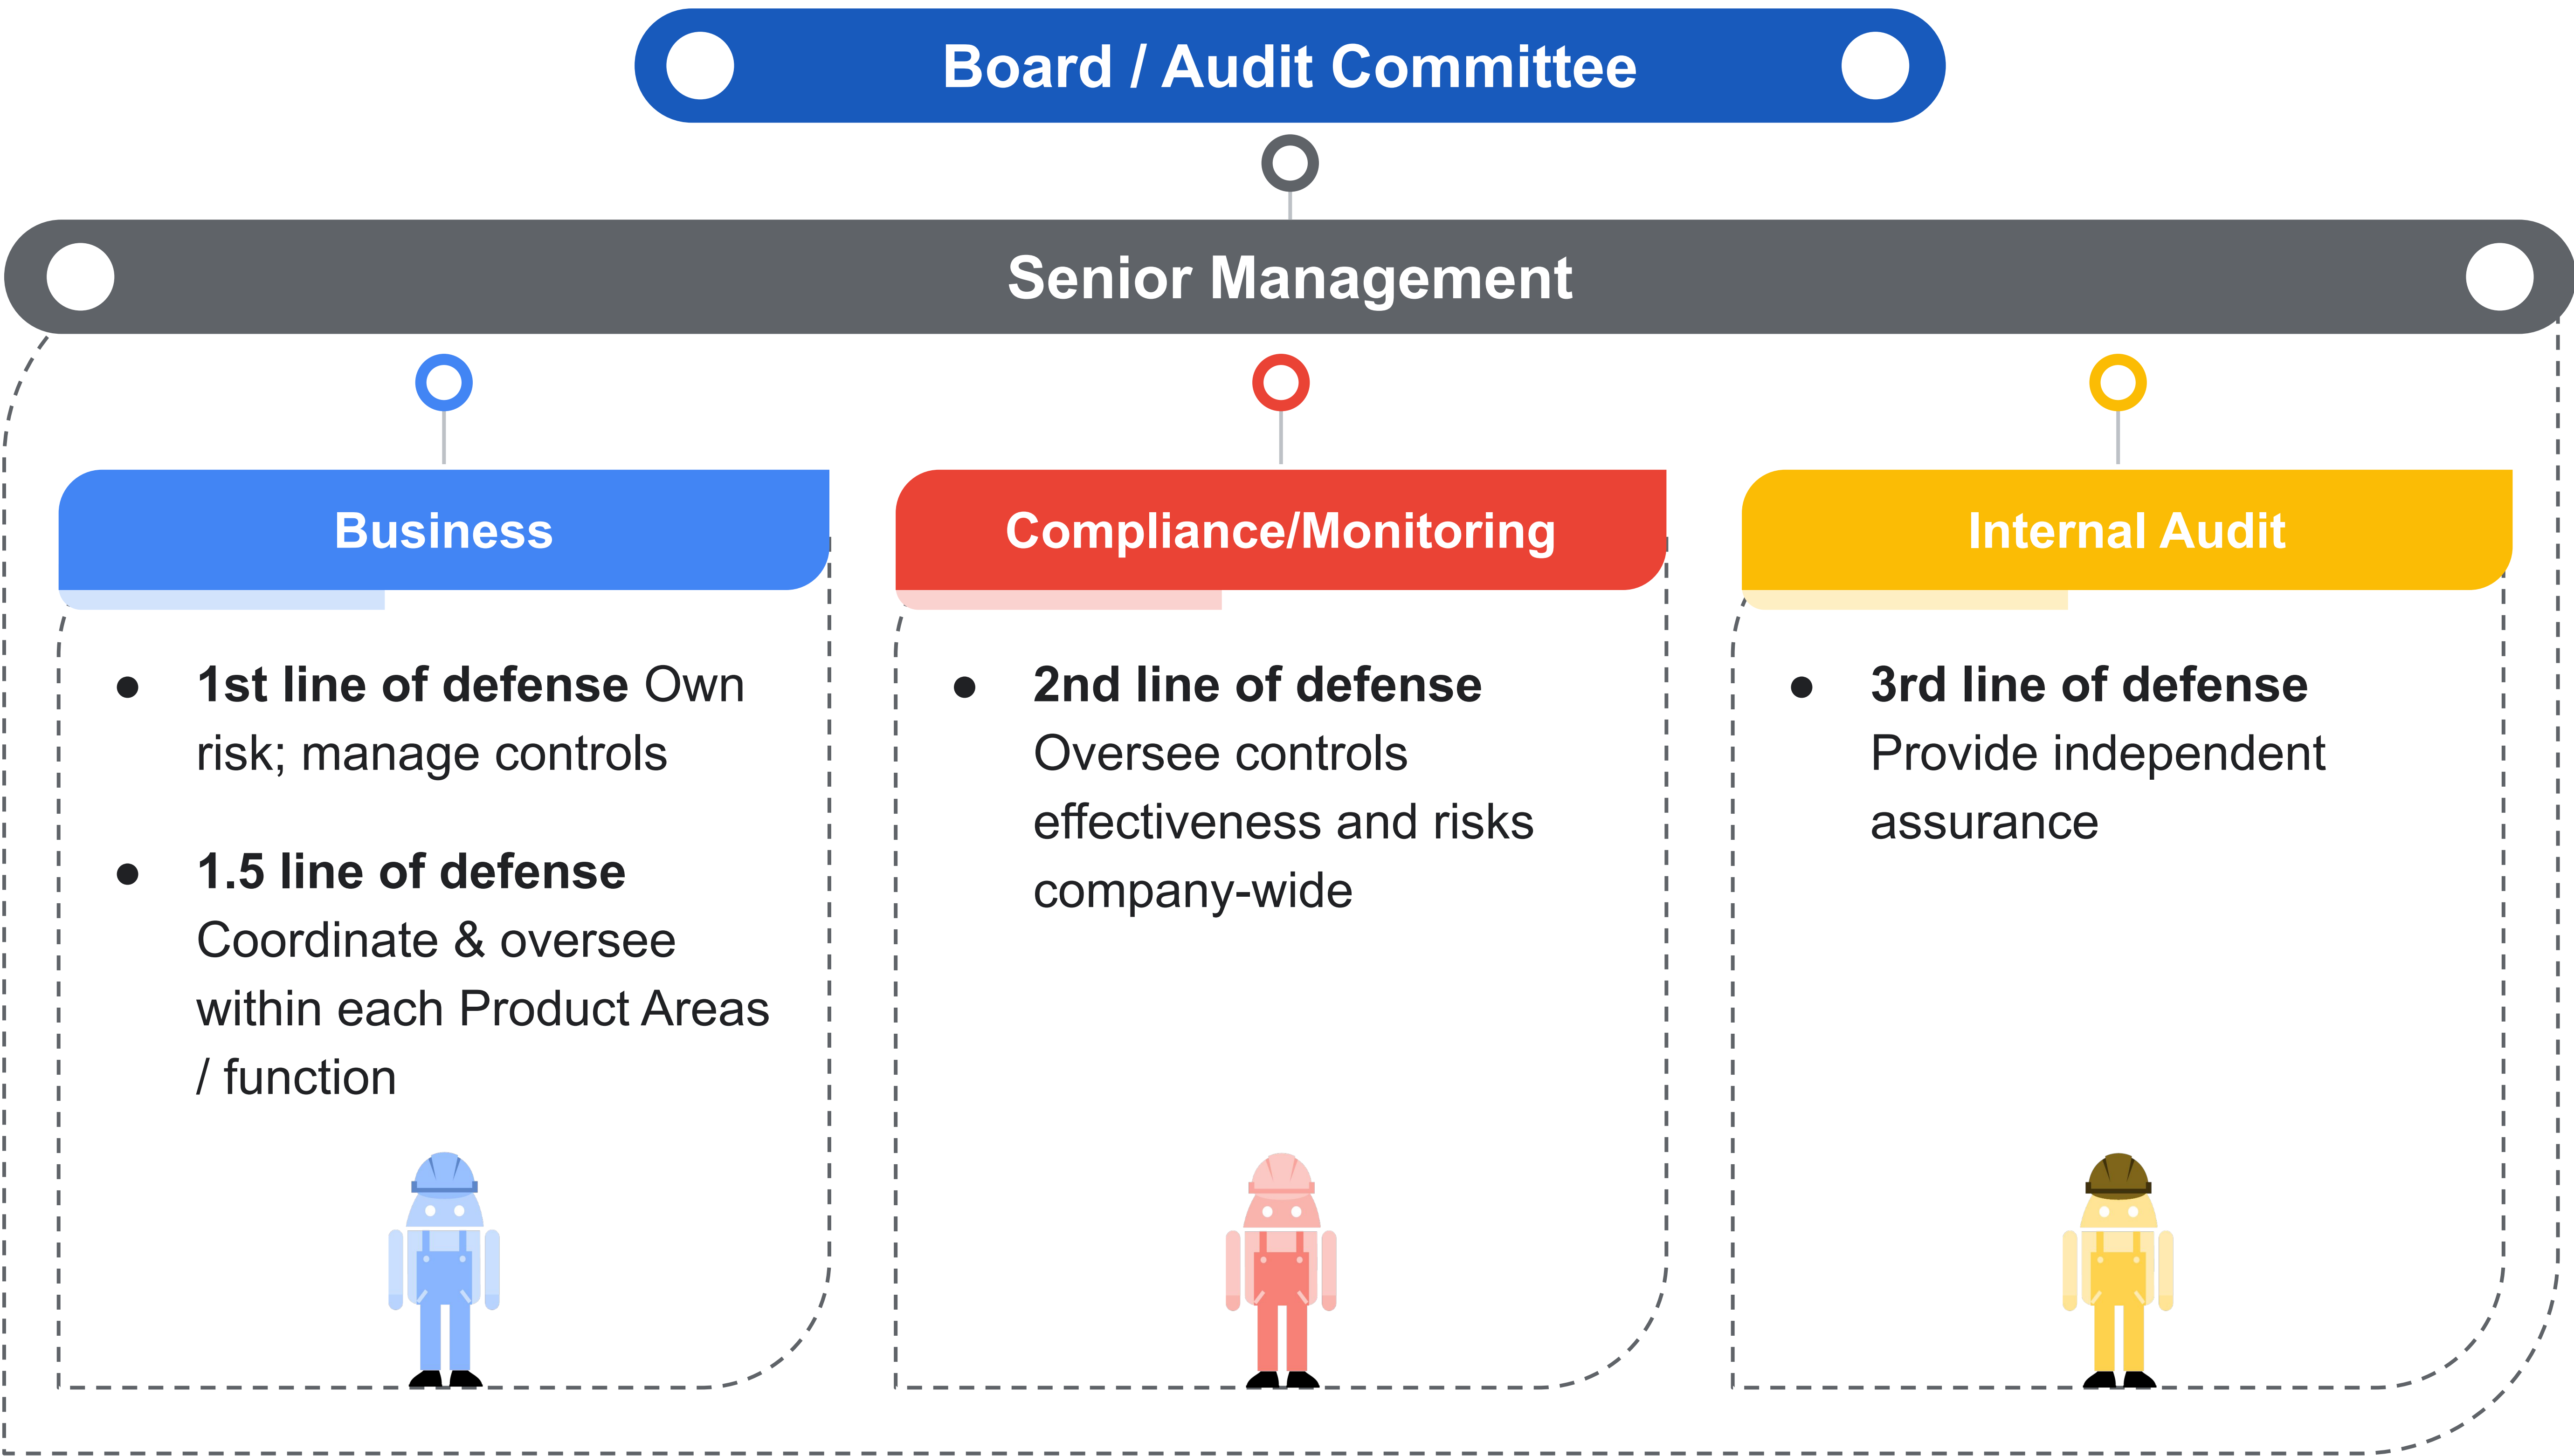 Board / Audit Committee
Senior Management
Business
● 1st line of defense Own
risk; manage controls
● 1.5 line of defense
Coordinate & oversee
within each Product Areas
/ function
Compliance/Monitoring
● 2nd line of defense
Oversee controls
effectiveness and risks
company-wide
Internal Audit
● 3rd line of defense
Provide independent
assurance